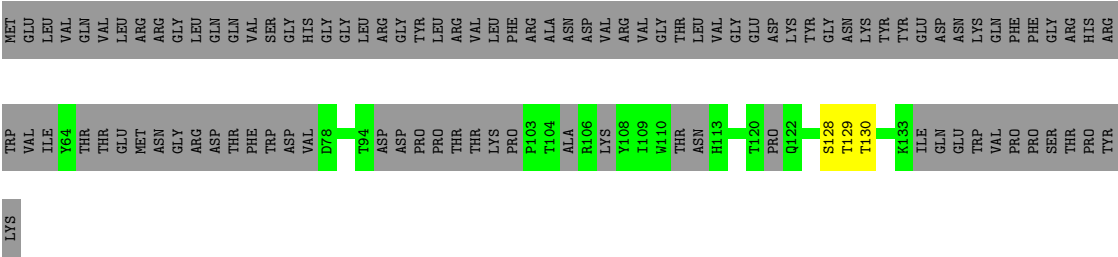 MET GLU LEU LEU VAL GLN VAL LEU ARG ARG GLY LEU GLN GLN VAL SER GLY HIS GLY GLY LEU ARG GLY TYR LEU ARG VAL LEU PHE ARG ALA ASN ASP VAL ARG VAL GLY THR LEU VAL GLY GLU ASP LYS TYR GLY ASN LYS TYR TYR GLU ASP ASN LYS GLN PHE PHE GLY ARG HIS ARG
TRP VAL ILE Y64 THR THR GLU MET ASN GLY ARG ASP THR PHE TRP ASP VAL D78 T94 ASP ASP PRO PRO THR THR LYS PRO P103 T104 ALA R106 LYS Y108 I109 W110 THR ASN H113 T120 PRO Q122 S128 T129 T130 K133 ILE GLN GLU TRP VAL PRO PRO SER THR PRO TYR
LYS